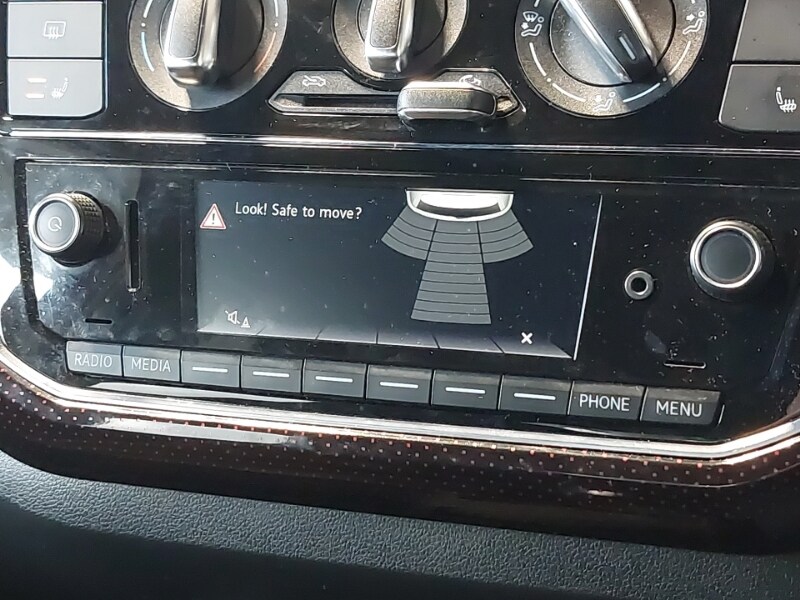 Look! Safe to move?
RADIO MEDIA PHONE MENU